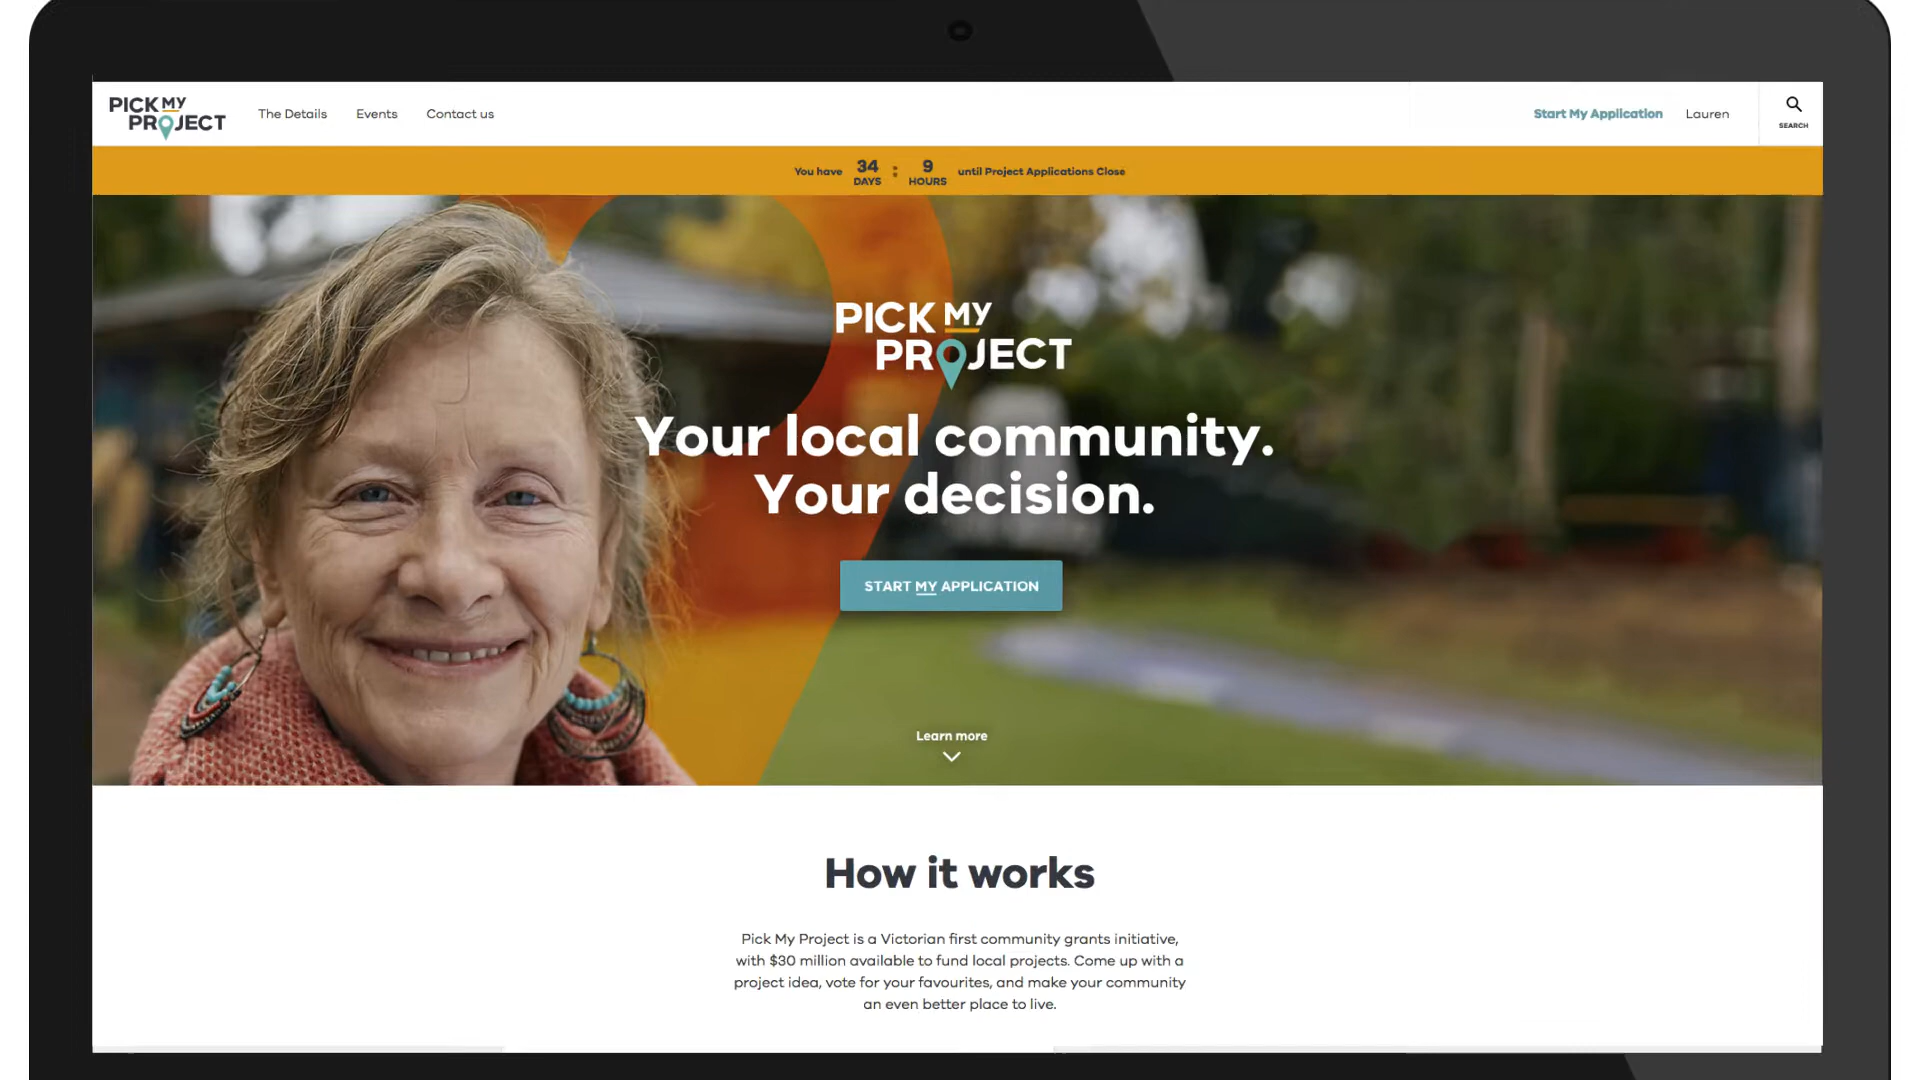 PICK MY
PROJECT
The Details
Events
Contact us
Start My Application
Lauren
SEARCH
You have 34 DAYS : 9 HOURS until Project Applications Close
PICK MY
PROJECT
Your local community.
Your decision.
START MY APPLICATION
Learn more
How it works
Pick My Project is a Victorian first community grants initiative,
with $30 million available to fund local projects. Come up with a
project idea, vote for your favourites, and make your community
an even better place to live.